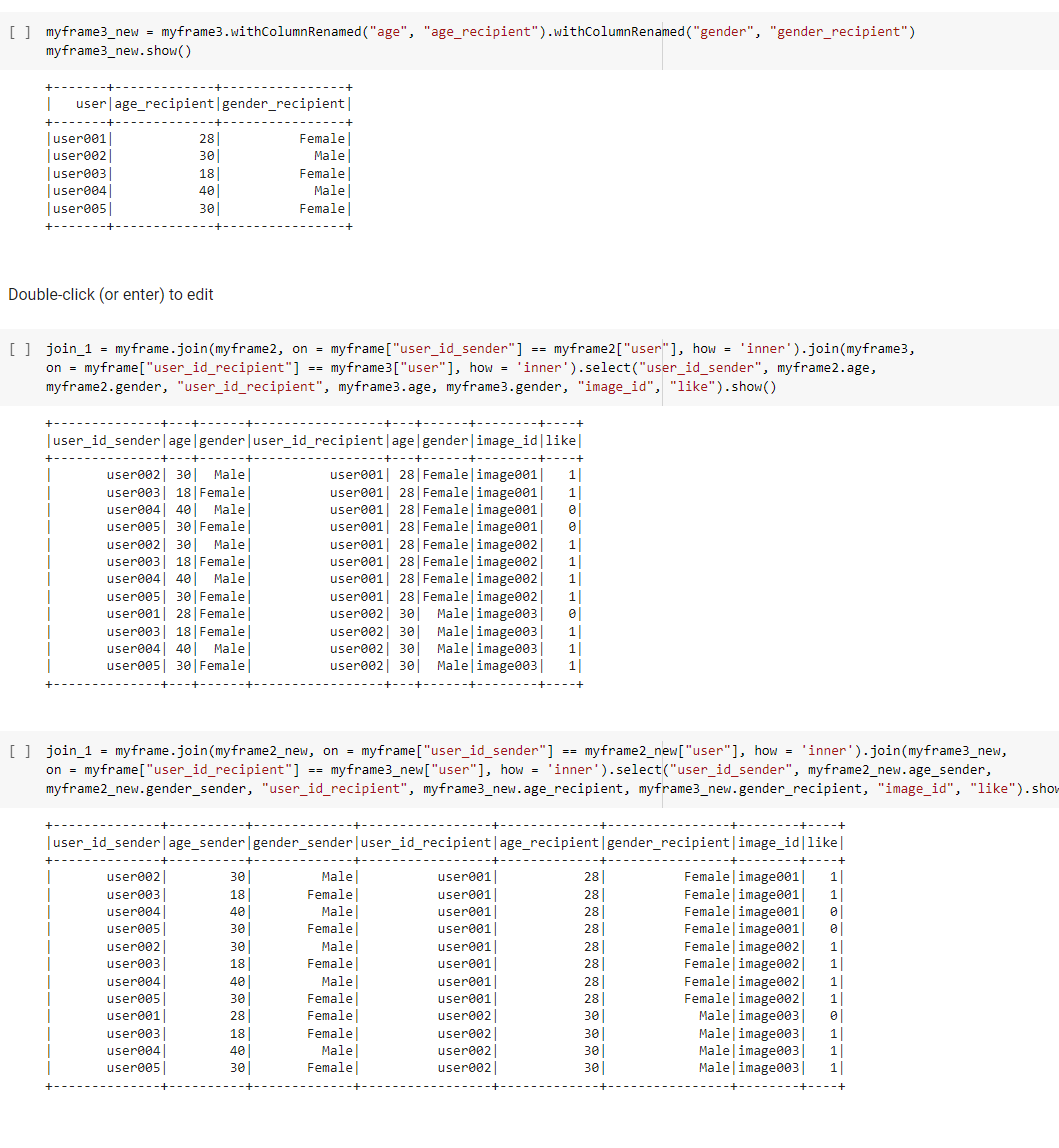 [ ] myframe3_new = myframe3.withColumnRenamed("age", "age_recipient").withColumnRenamed("gender", "gender_recipient")
myframe3_new.show()
+-------+-------------+----------------+
|   user|age_recipient|gender_recipient|
+-------+-------------+----------------+
|user001|           28|          Female|
|user002|           30|            Male|
|user003|           18|          Female|
|user004|           40|            Male|
|user005|           30|          Female|
+-------+-------------+----------------+
Double-click (or enter) to edit
[ ] join_1 = myframe.join(myframe2, on = myframe["user_id_sender"] == myframe2["user"], how = 'inner').join(myframe3,
on = myframe["user_id_recipient"] == myframe3["user"], how = 'inner').select("user_id_sender", myframe2.age,
myframe2.gender, "user_id_recipient", myframe3.age, myframe3.gender, "image_id", "like").show()
+--------------+---+------+-----------------+---+------+--------+----+
|user_id_sender|age|gender|user_id_recipient|age|gender|image_id|like|
+--------------+---+------+-----------------+---+------+--------+----+
|       user002| 30|  Male|          user001| 28|Female|image001|   1|
|       user003| 18|Female|          user001| 28|Female|image001|   1|
|       user004| 40|  Male|          user001| 28|Female|image001|   0|
|       user005| 30|Female|          user001| 28|Female|image001|   0|
|       user002| 30|  Male|          user001| 28|Female|image002|   1|
|       user003| 18|Female|          user001| 28|Female|image002|   1|
|       user004| 40|  Male|          user001| 28|Female|image002|   1|
|       user005| 30|Female|          user001| 28|Female|image002|   1|
|       user001| 28|Female|          user002| 30|  Male|image003|   0|
|       user003| 18|Female|          user002| 30|  Male|image003|   1|
|       user004| 40|  Male|          user002| 30|  Male|image003|   1|
|       user005| 30|Female|          user002| 30|  Male|image003|   1|
+--------------+---+------+-----------------+---+------+--------+----+
[ ] join_1 = myframe.join(myframe2_new, on = myframe["user_id_sender"] == myframe2_new["user"], how = 'inner').join(myframe3_new,
on = myframe["user_id_recipient"] == myframe3_new["user"], how = 'inner').select("user_id_sender", myframe2_new.age_sender,
myframe2_new.gender_sender, "user_id_recipient", myframe3_new.age_recipient, myframe3_new.gender_recipient, "image_id", "like").show
+--------------+----------+-------------+-----------------+-------------+----------------+--------+----+
|user_id_sender|age_sender|gender_sender|user_id_recipient|age_recipient|gender_recipient|image_id|like|
+--------------+----------+-------------+-----------------+-------------+----------------+--------+----+
|       user002|        30|         Male|          user001|           28|          Female|image001|   1|
|       user003|        18|       Female|          user001|           28|          Female|image001|   1|
|       user004|        40|         Male|          user001|           28|          Female|image001|   0|
|       user005|        30|       Female|          user001|           28|          Female|image001|   0|
|       user002|        30|         Male|          user001|           28|          Female|image002|   1|
|       user003|        18|       Female|          user001|           28|          Female|image002|   1|
|       user004|        40|         Male|          user001|           28|          Female|image002|   1|
|       user005|        30|       Female|          user001|           28|          Female|image002|   1|
|       user001|        28|       Female|          user002|           30|            Male|image003|   0|
|       user003|        18|       Female|          user002|           30|            Male|image003|   1|
|       user004|        40|         Male|          user002|           30|            Male|image003|   1|
|       user005|        30|       Female|          user002|           30|            Male|image003|   1|
+--------------+----------+-------------+-----------------+-------------+----------------+--------+----+